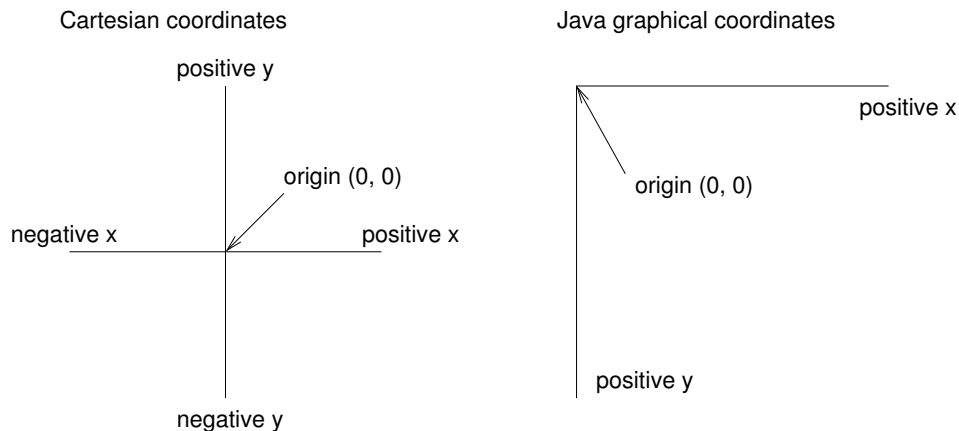 Cartesian coordinates
positive y
origin (0, 0)
negative x
positive x
negative y
Java graphical coordinates
positive x
origin (0, 0)
positive y